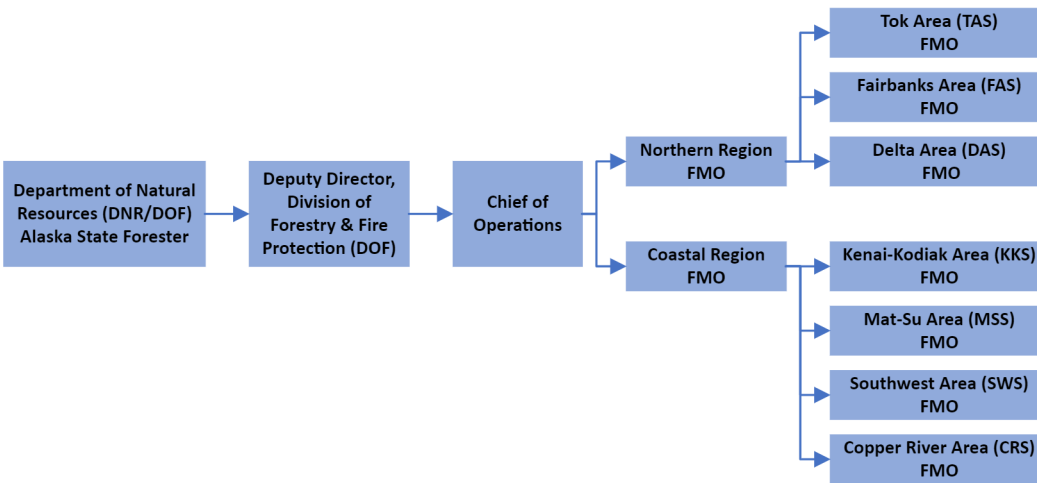 Department of Natural
Resources (DNR/DOF)
Alaska State Forester
Deputy Director,
Division of
Forestry & Fire
Protection (DOF)
Chief of
Operations
Northern Region
FMO
Tok Area (TAS)
FMO
Fairbanks Area (FAS)
FMO
Delta Area (DAS)
FMO
Coastal Region
FMO
Kenai-Kodiak Area (KKS)
FMO
Mat-Su Area (MSS)
FMO
Southwest Area (SWS)
FMO
Copper River Area (CRS)
FMO